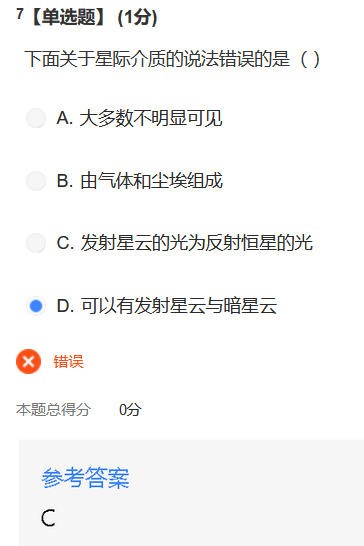 7【单选题】 (1分)
下面关于星际介质的说法错误的是（ ）
A. 大多数不明显可见
B. 由气体和尘埃组成
C. 发射星云的光为反射恒星的光
D. 可以有发射星云与暗星云
错误
本题总得分 0分
参考答案
C